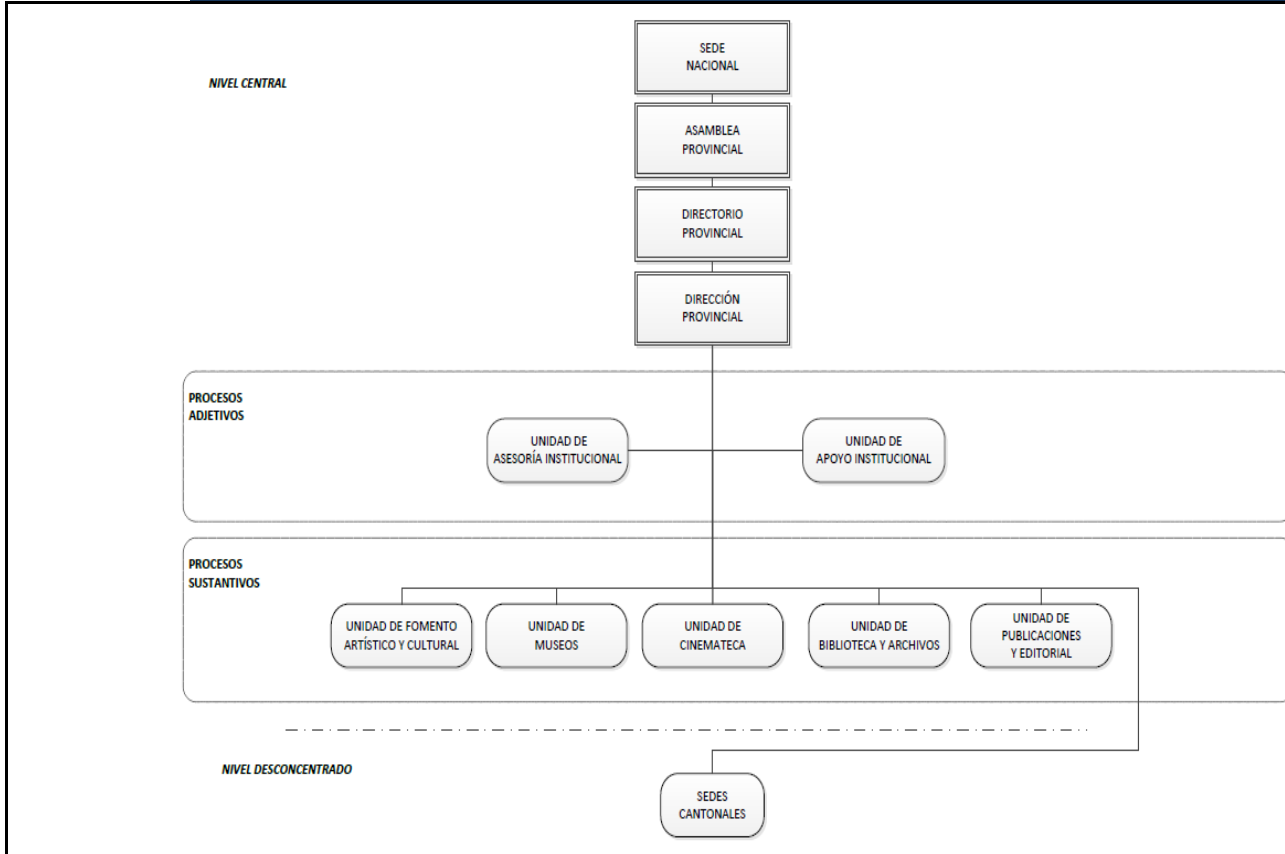 SEDE
NACIONAL
NIVEL CENTRAL
ASAMBLEA
PROVINCIAL
DIRECTORIO
PROVINCIAL
DIRECCIÓN
PROVINCIAL
PROCESOS
ADJETIVOS
UNIDAD DE
ASESORÍA INSTITUCIONAL
UNIDAD DE
APOYO INSTITUCIONAL
PROCESOS
SUSTANTIVOS
UNIDAD DE FOMENTO
ARTÍSTICO Y CULTURAL
UNIDAD DE
MUSEOS
UNIDAD DE
CINEMATECA
UNIDAD DE
BIBLIOTECA Y ARCHIVOS
UNIDAD DE
PUBLICACIONES
Y EDITORIAL
NIVEL DESCONCENTRADO
SEDES
CANTONALES